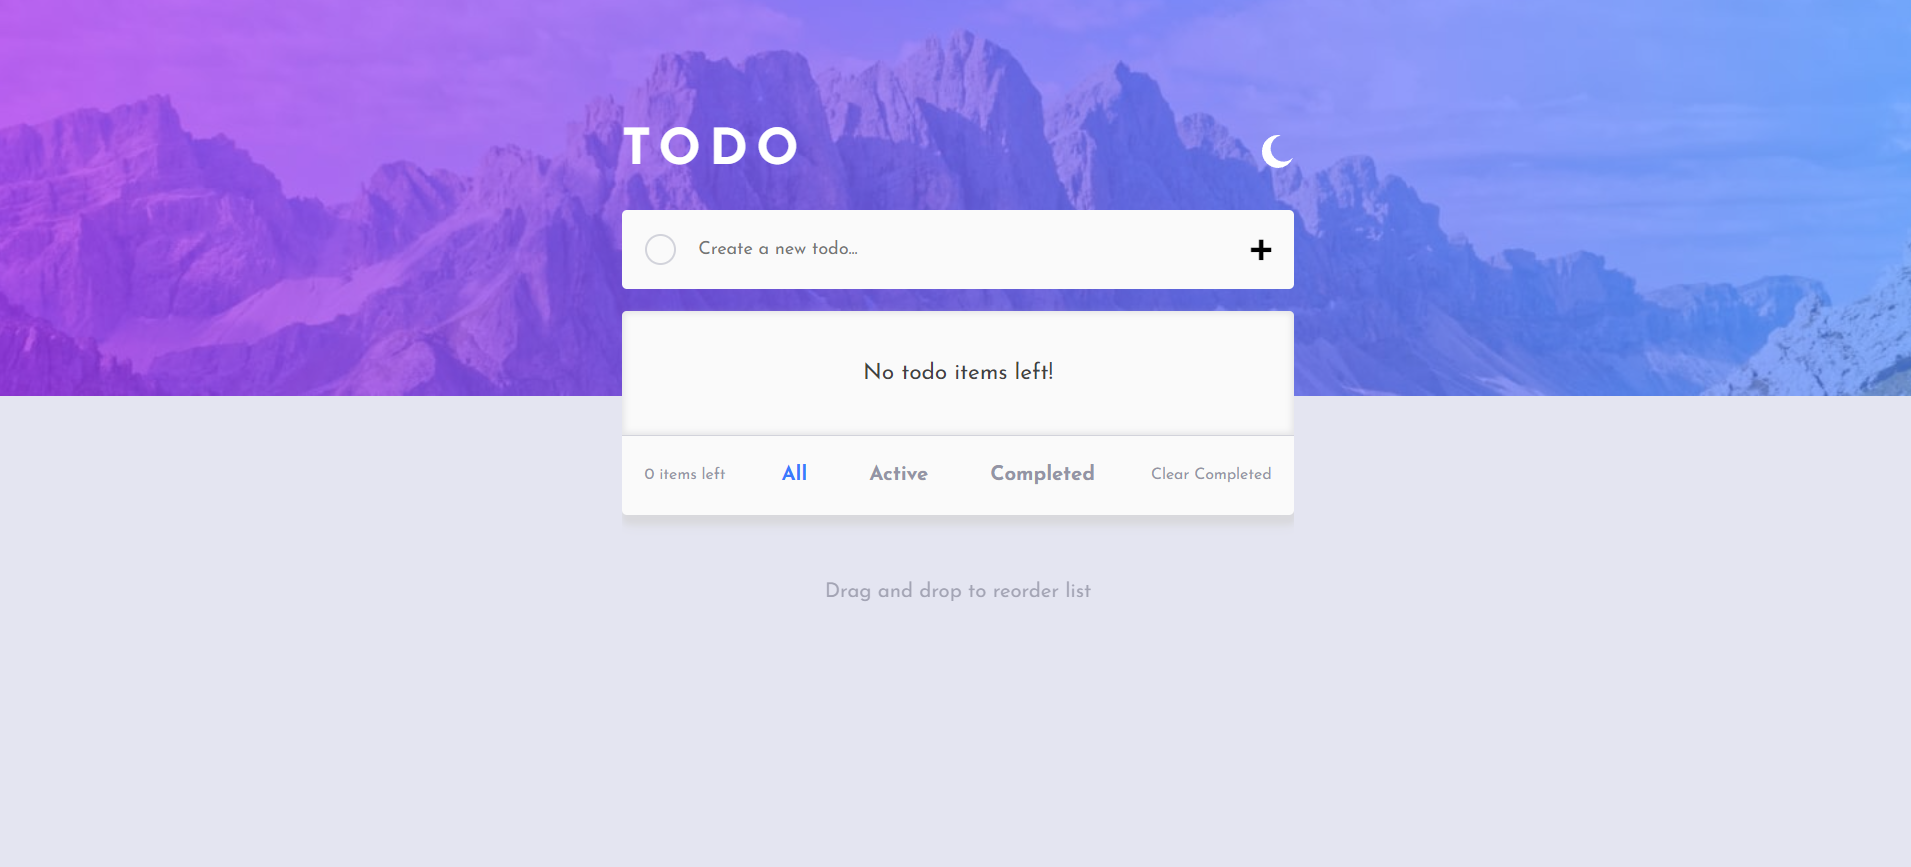 TODO
Create a new todo...
No todo items left!
0 items left All Active Completed Clear Completed
Drag and drop to reorder list